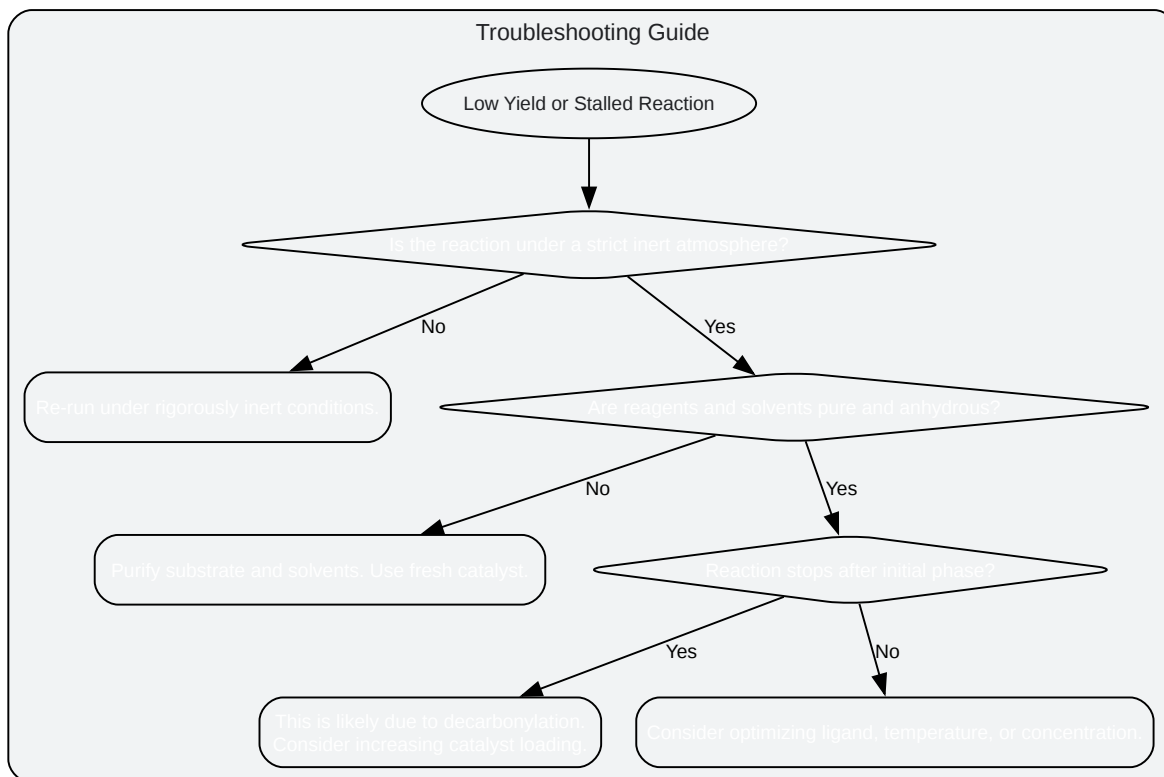 Troubleshooting Guide
Low Yield or Stalled Reaction
Is the reaction under a strict inert atmosphere?
No
Yes
Re-run under rigorously inert conditions.
Are reagents and solvents pure and anhydrous?
No
Yes
Purify substrate and solvents. Use fresh catalyst.
Reaction stops after initial phase?
Yes
No
This is likely due to decarbonylation.
Consider increasing catalyst loading.
Consider optimizing ligand, temperature, or concentration.